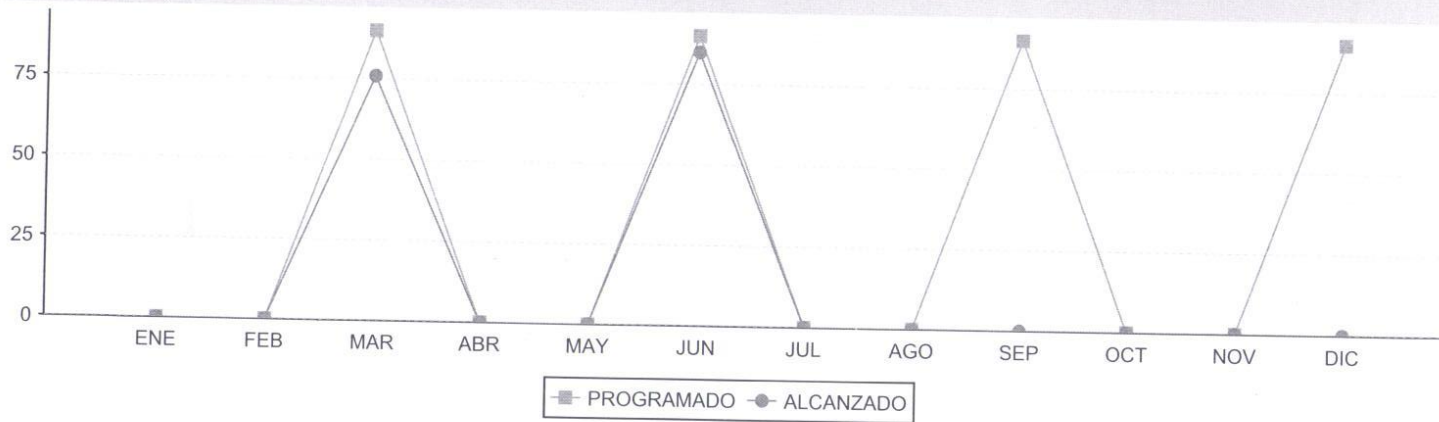 75
50
25
0
ENE FEB MAR ABR MAY JUN JUL AGO SEP OCT NOV DIC
PROGRAMADO ALCANZADO